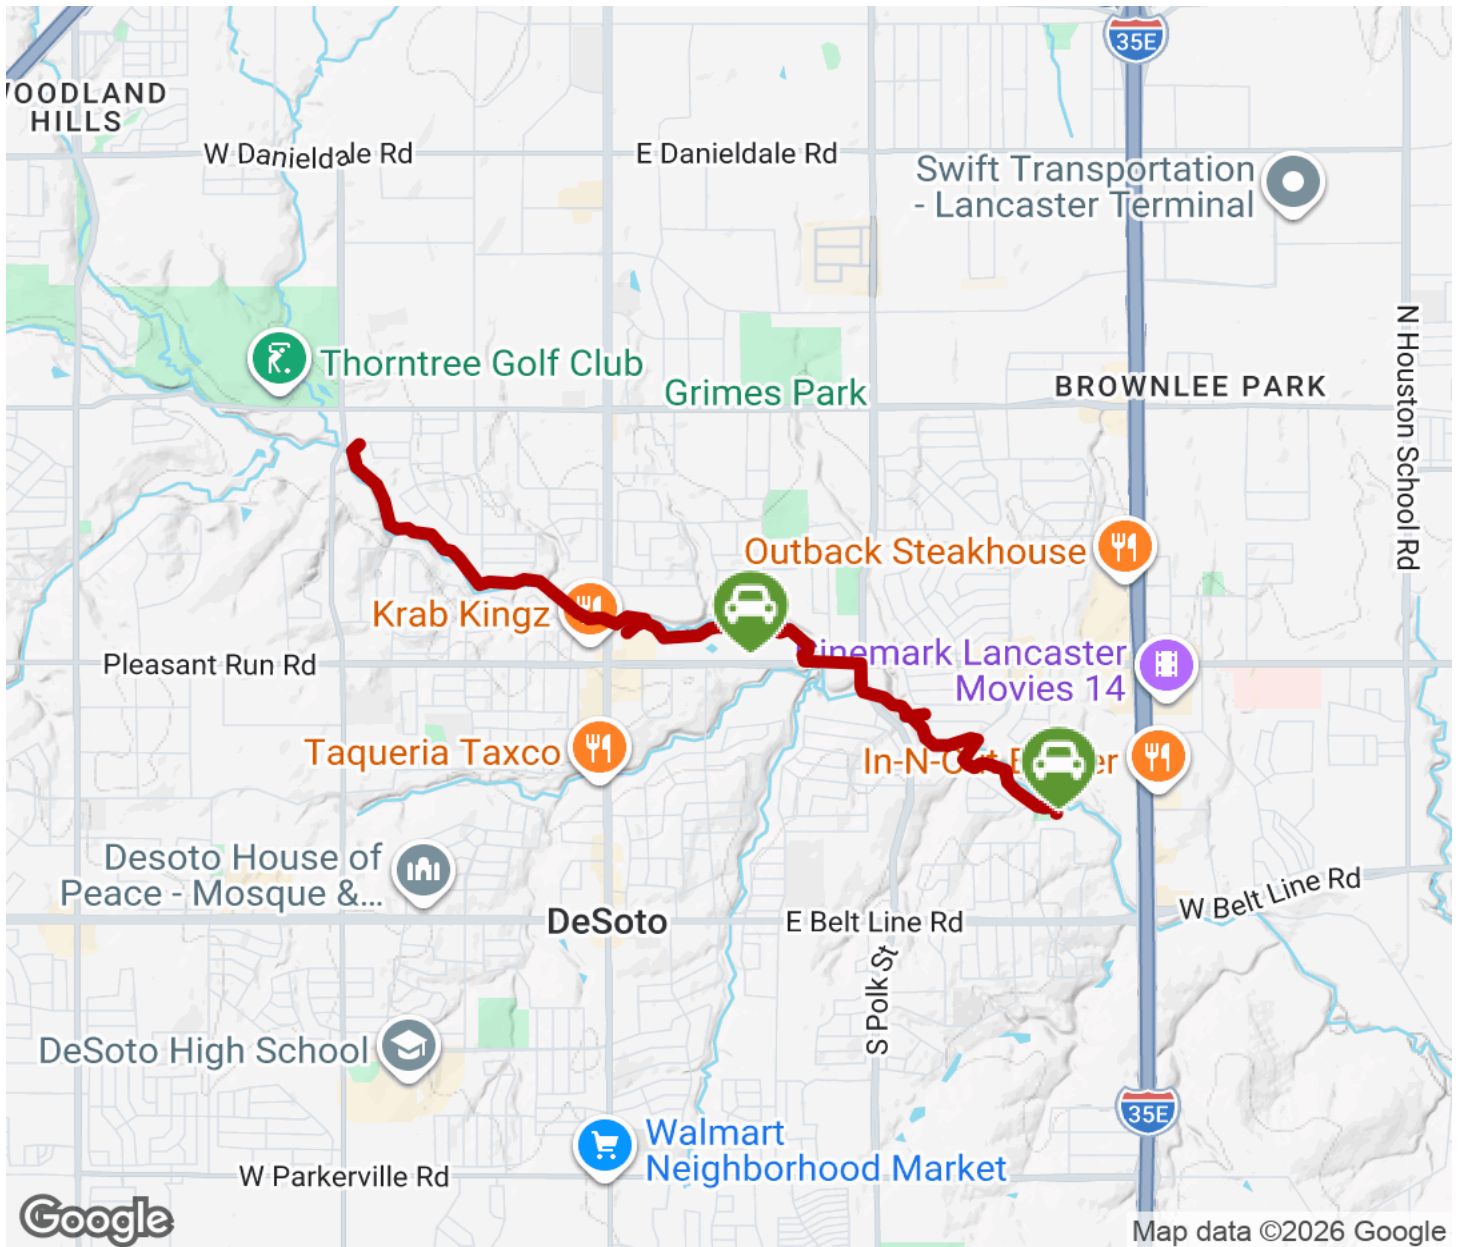 35E
WOODLAND
HILLS
W Danieldale Rd
E Danieldale Rd
Swift Transportation
- Lancaster Terminal
N Houston School Rd
Thorntree Golf Club
Grimes Park
BROWNLEE PARK
Outback Steakhouse
Krab Kingz
Cinemark Lancaster
Movies 14
Pleasant Run Rd
Taqueria Taxco
Desoto House of
Peace - Mosque &...
W Belt Line Rd
DeSoto
E Belt Line Rd
S Polk St
DeSoto High School
35E
Walmart
Neighborhood Market
W Parkerville Rd
Google
Map data ©2026 Google